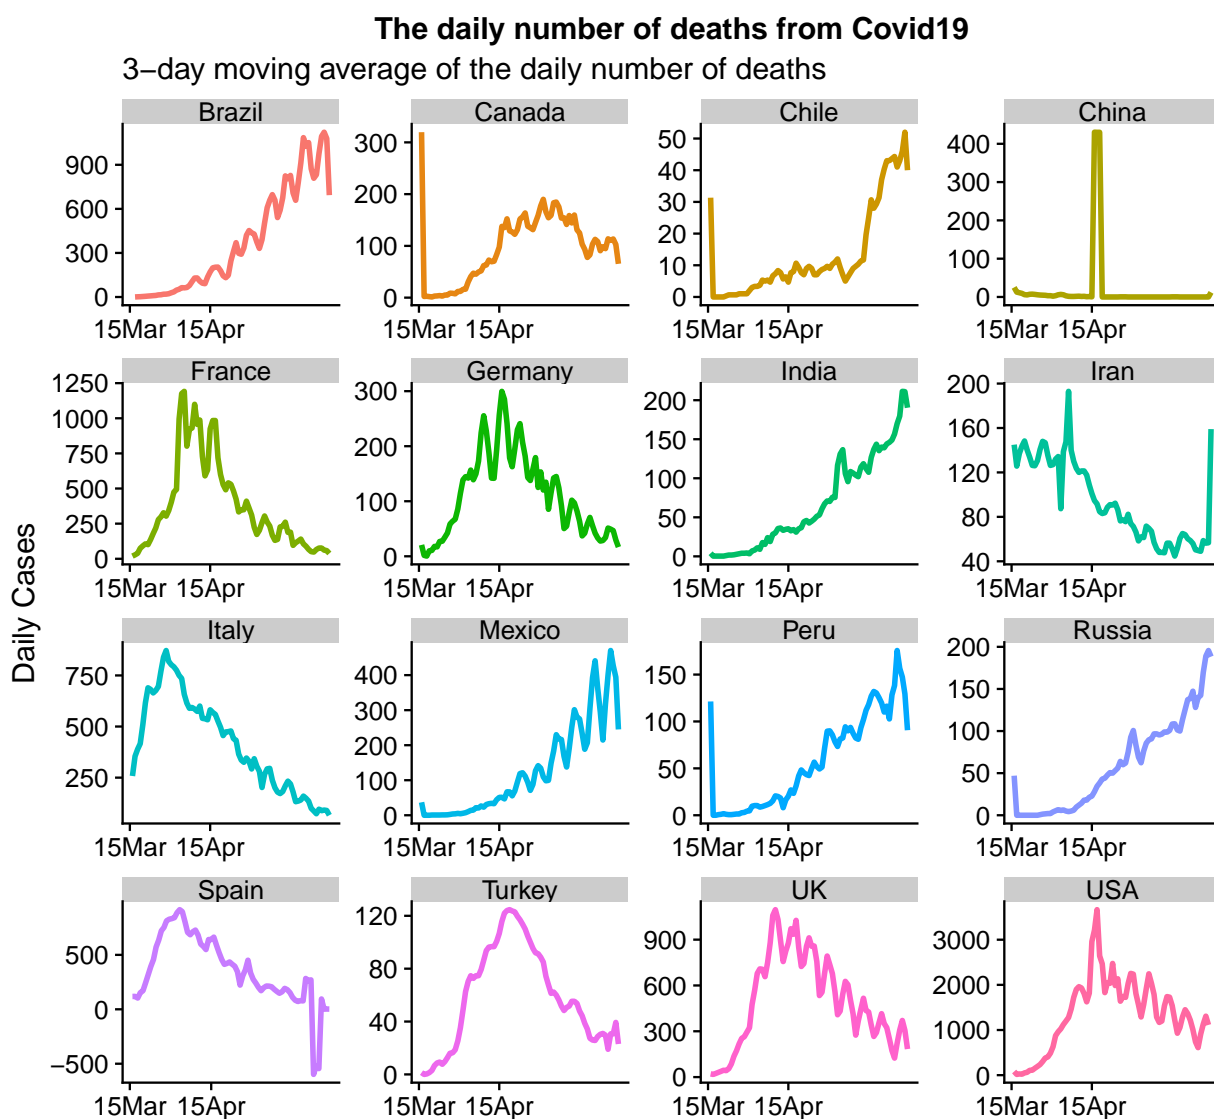 The daily number of deaths from Covid19
3−day moving average of the daily number of deaths
Daily Cases
Brazil
900
600
300
0
15Mar 15Apr
Canada
300
200
100
0
15Mar 15Apr
Chile
50
40
30
20
10
0
15Mar 15Apr
China
400
300
200
100
0
15Mar 15Apr
France
1250
1000
750
500
250
0
15Mar 15Apr
Germany
300
200
100
0
15Mar 15Apr
India
200
150
100
50
0
15Mar 15Apr
Iran
200
160
120
80
40
15Mar 15Apr
Italy
750
500
250
15Mar 15Apr
Mexico
400
300
200
100
0
15Mar 15Apr
Peru
150
100
50
0
15Mar 15Apr
Russia
200
150
100
50
0
15Mar 15Apr
Spain
500
0
−500
15Mar 15Apr
Turkey
120
80
40
0
15Mar 15Apr
UK
900
600
300
0
15Mar 15Apr
USA
3000
2000
1000
0
15Mar 15Apr